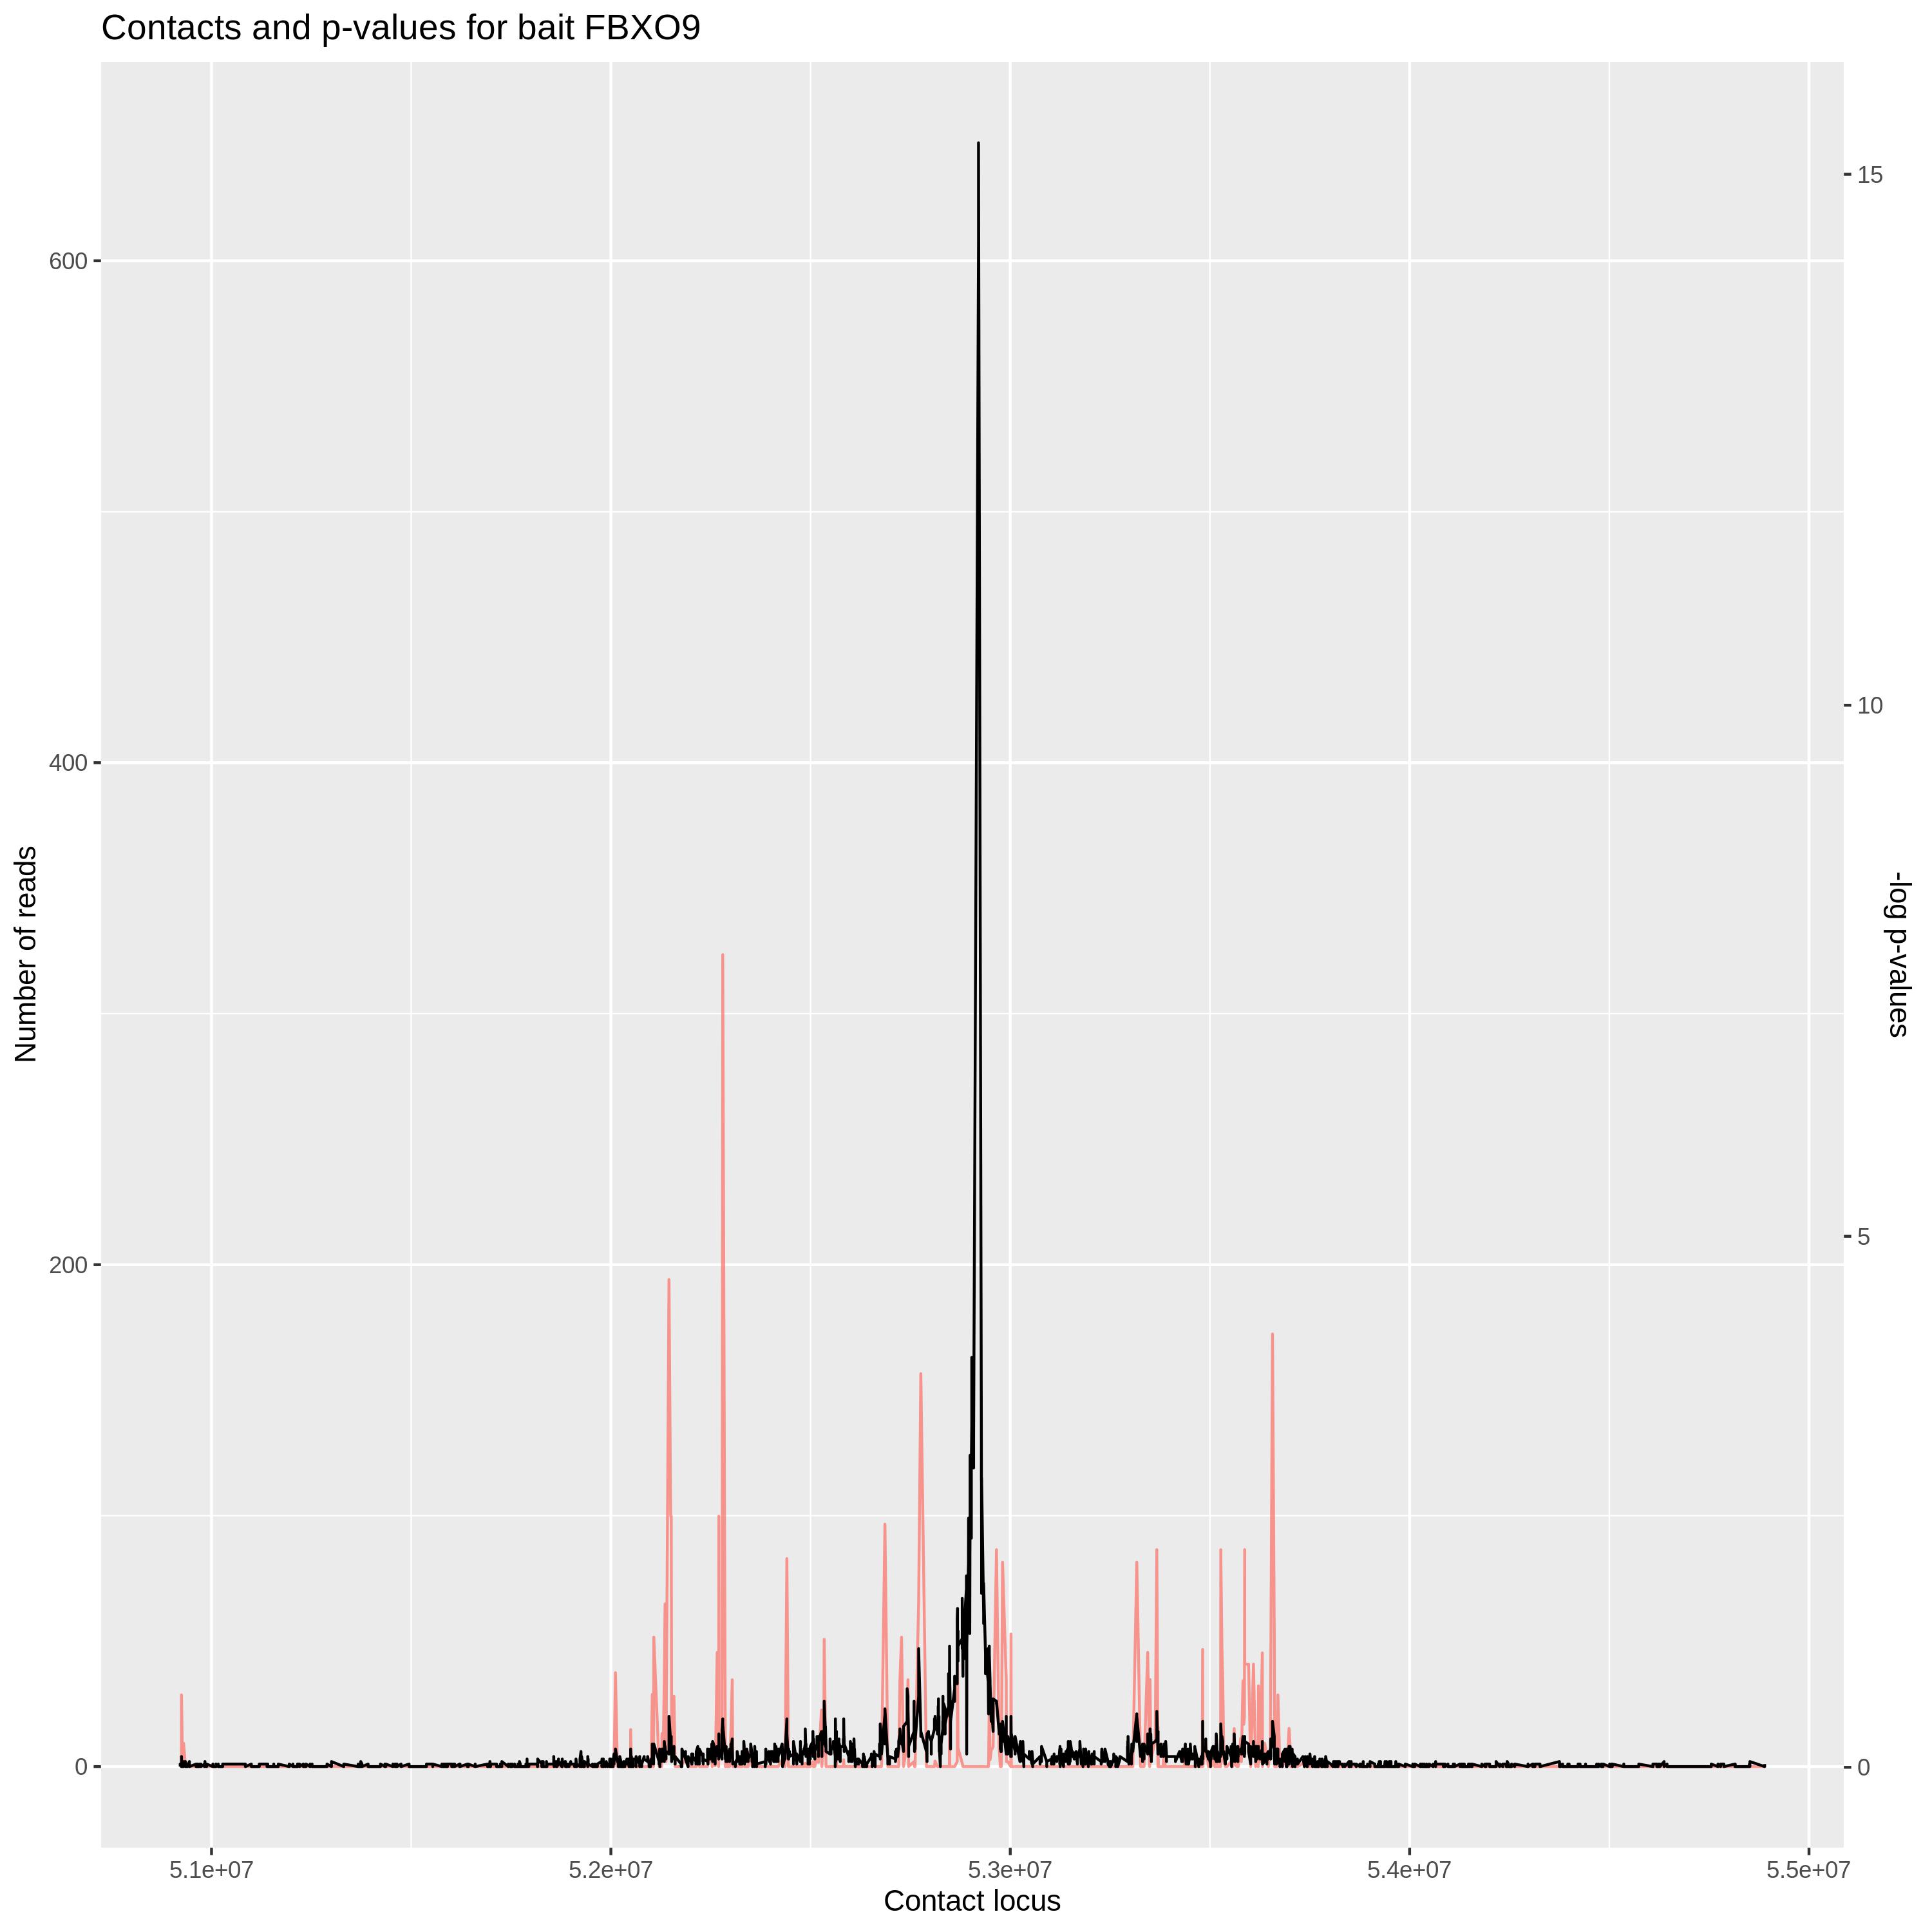 Contacts and p-values for bait FBXO9
15
600
10
400
Number of reads
-log p-values
5
200
0
0
5.1e+07
5.2e+07
5.3e+07
5.4e+07
5.5e+07
Contact locus